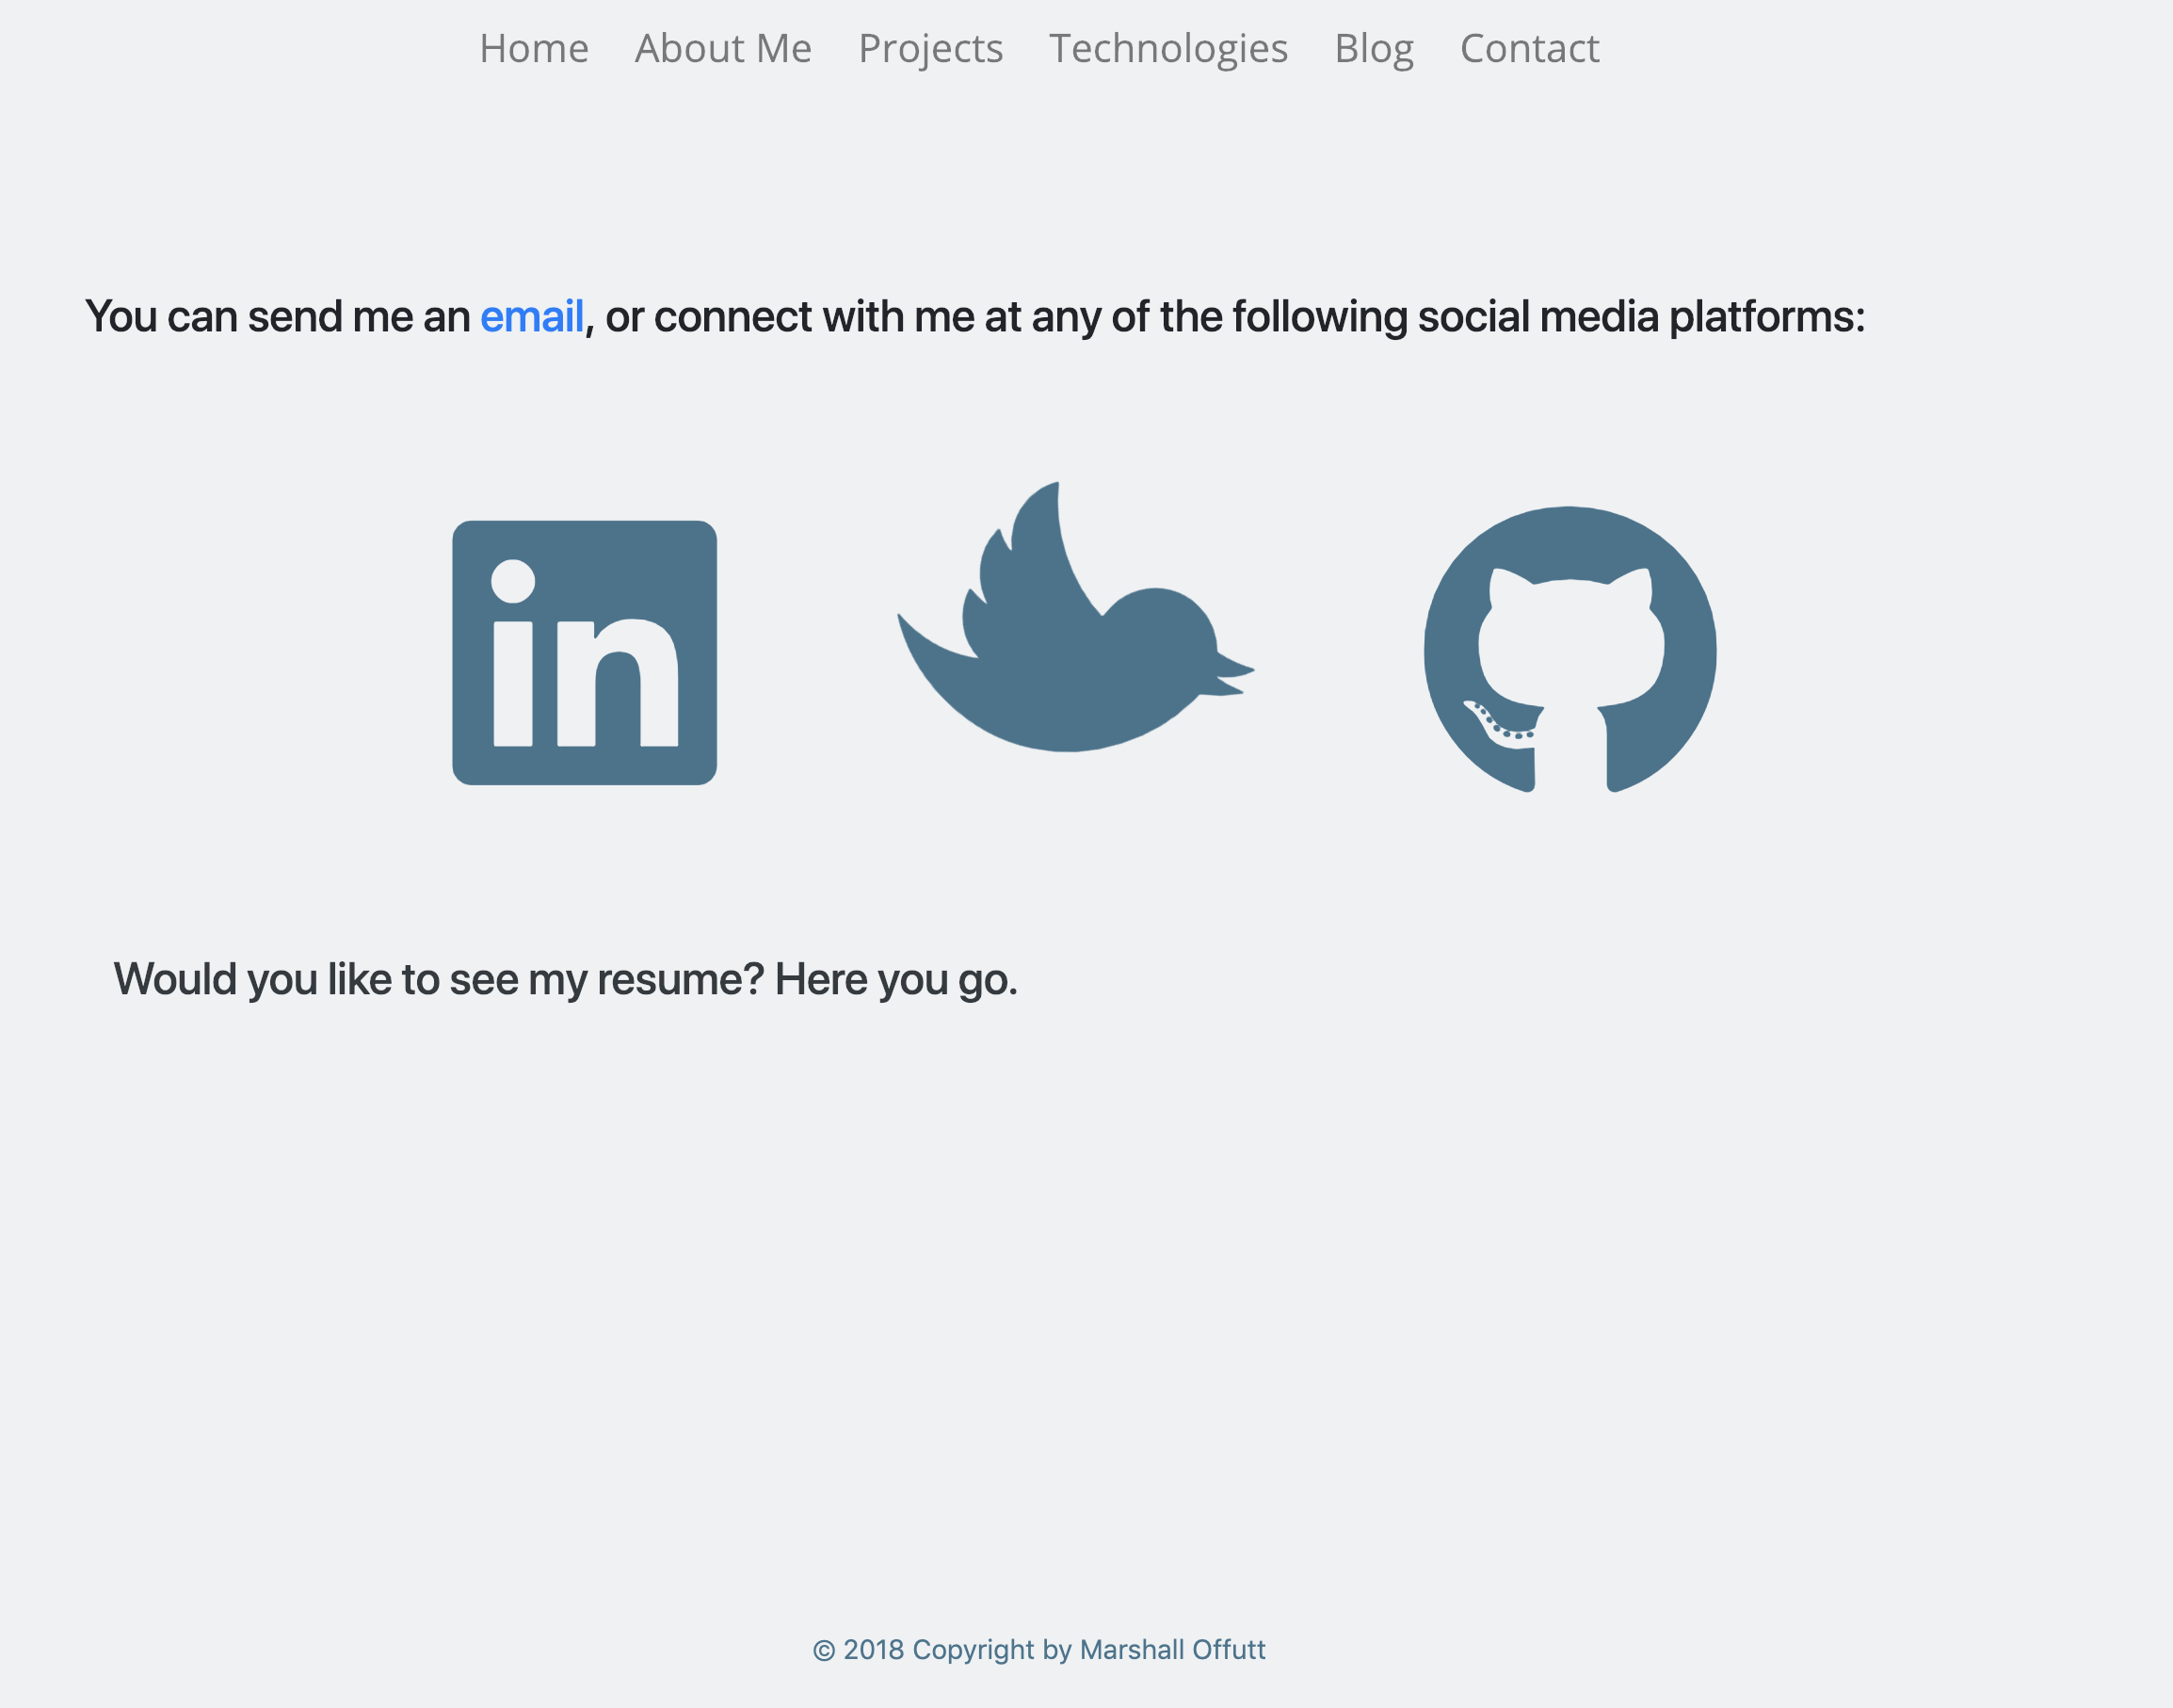 Home About Me Projects Technologies Blog Contact
You can send me an email, or connect with me at any of the following social media platforms:
in
Would you like to see my resume? Here you go.
© 2018 Copyright by Marshall Offutt